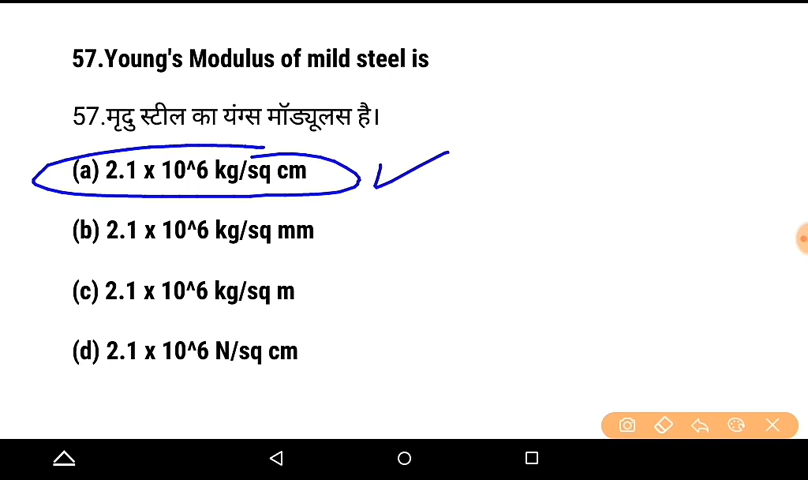 57.Young's Modulus of mild steel is
57.मृदु स्टील का यंग्स मॉड्यूलस है।
(a) 2.1 x 10^6 kg/sq cm
(b) 2.1 x 10^6 kg/sq mm
(c) 2.1 x 10^6 kg/sq m
(d) 2.1 x 10^6 N/sq cm